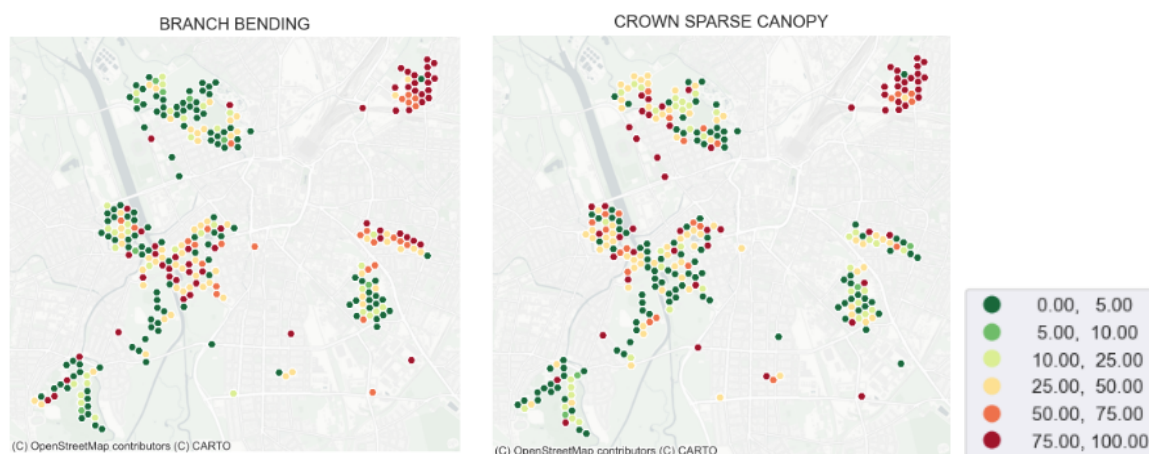 BRANCH BENDING
CROWN SPARSE CANOPY
0.00, 5.00
5.00, 10.00
10.00, 25.00
25.00, 50.00
50.00, 75.00
75.00, 100.00
(C) OpenStreetMap contributors (C) CARTO
(C) OpenStreetMap contributors (C) CARTO